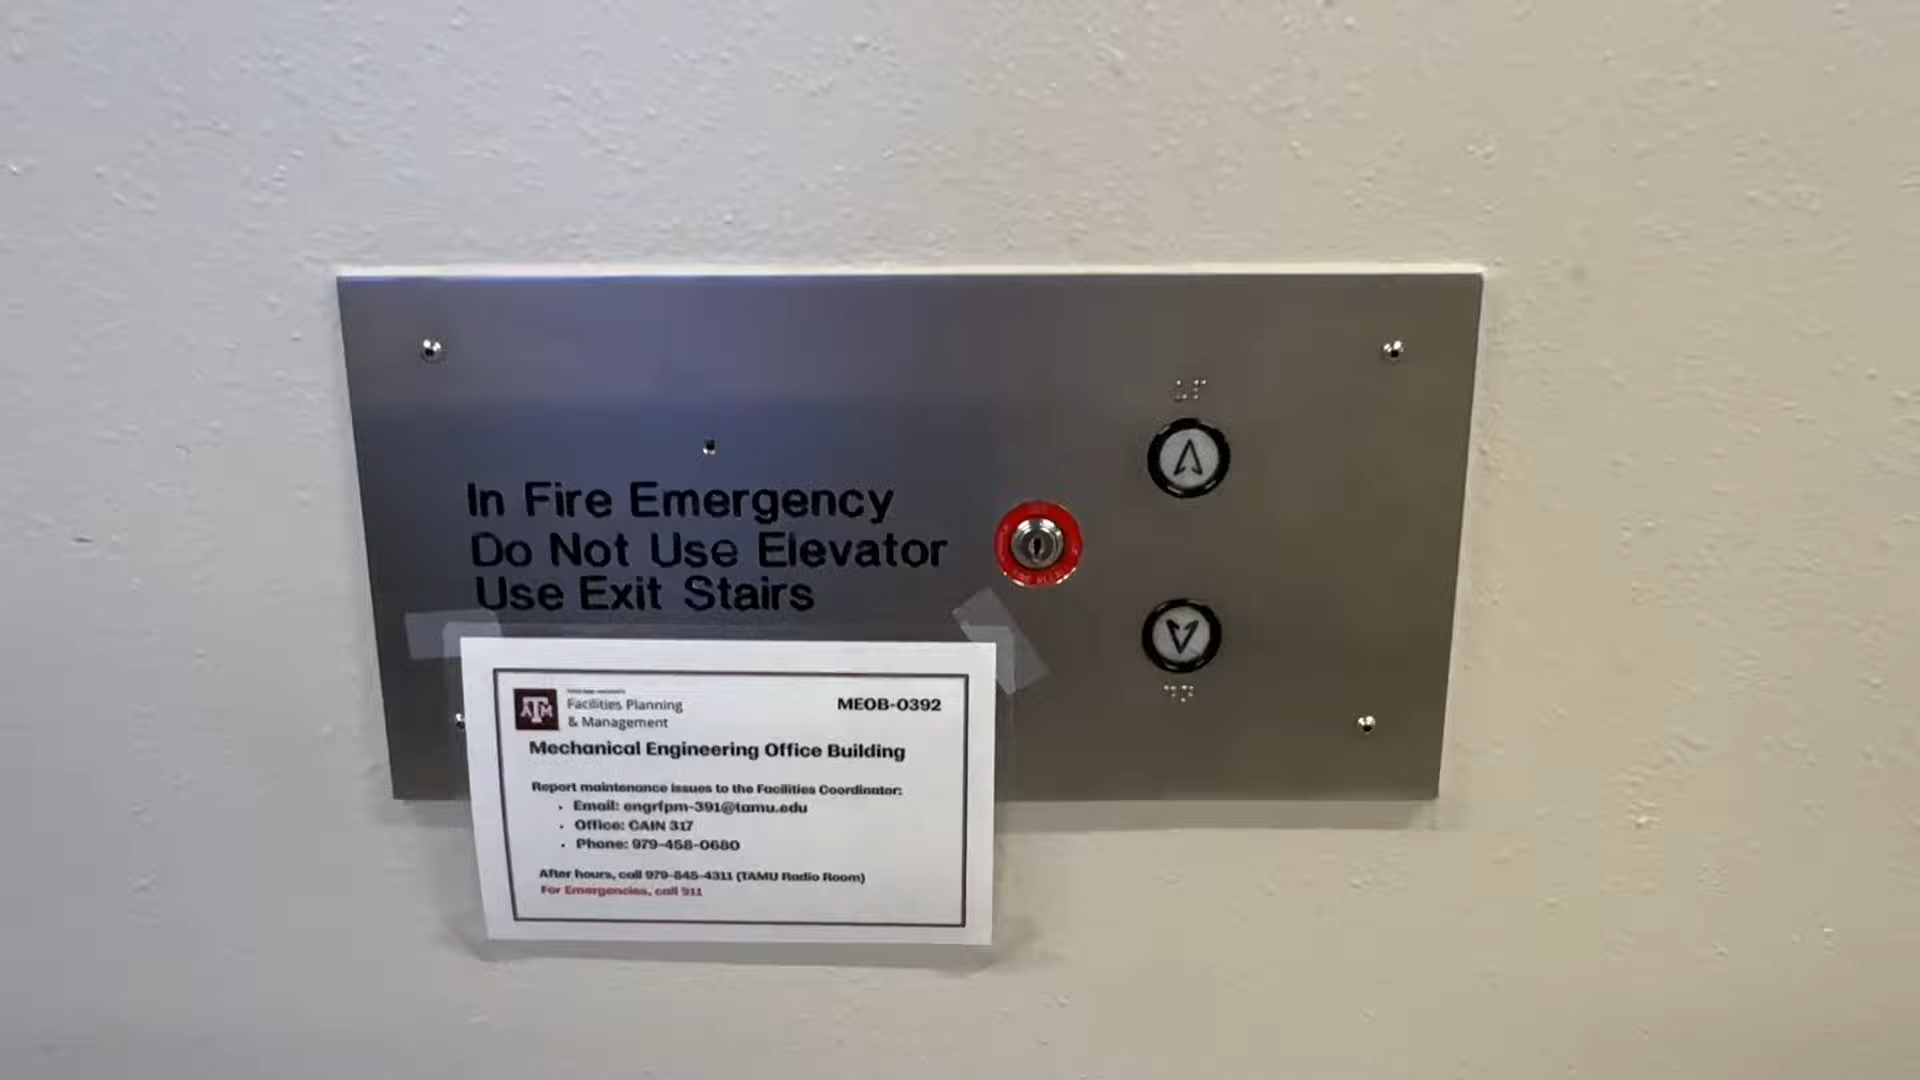 In Fire Emergency
Do Not Use Elevator
Use Exit Stairs
ATM
Facilities Planning
& Management
MEOB-0392
Mechanical Engineering Office Building
Report maintenance issues to the Facilities Coordinator:
• Email: engrfpm-391@tamu.edu
• Office: CAIN 317
• Phone: 979-458-0680
After hours, call 979-845-4311 (TAMU Radio Room)
For Emergencies, call 911